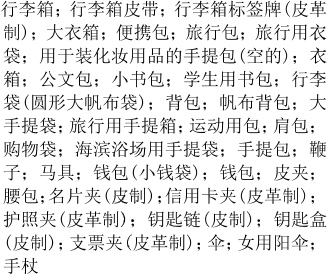 行李箱; 行李箱皮带; 行李箱标签牌(皮革
制); 大衣箱; 便携包; 旅行包; 旅行用衣
袋; 用于装化妆用品的手提包(空的); 衣
箱; 公文包; 小书包; 学生用书包; 行李
袋(圆形大帆布袋); 背包; 帆布背包; 大
手提袋; 旅行用手提箱; 运动用包; 肩包;
购物袋; 海滨浴场用手提袋; 手提包; 鞭
子; 马具; 钱包(小钱袋); 钱包; 皮夹;
腰包; 名片夹(皮制); 信用卡夹(皮革制);
护照夹(皮革制); 钥匙链(皮制); 钥匙盒
(皮制); 支票夹(皮革制); 伞; 女用阳伞;
手杖